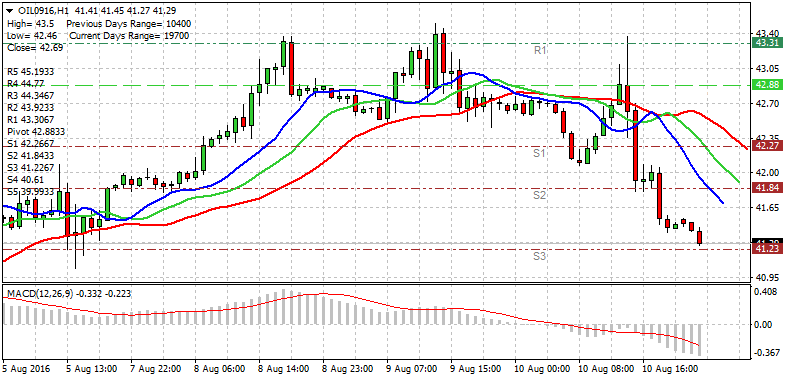 OIL0916,H1 41.41 41.45 41.27 41.29
High= 43.5 Previous Days Range= 10400
Low= 42.46 Current Days Range= 19700
Close= 42.69
R5 45.1933
R4 44.77
R3 44.3467
R2 43.9233
R1 43.3067
Pivot 42.8833
S1 42.2667
S2 41.8433
S3 41.2267
S4 40.61
S5 39.9933
R1
S1
S2
S3
43.40
43.31
43.05
42.88
42.70
42.35
42.27
42.00
41.84
41.65
41.29
41.23
40.95
MACD(12,26,9) -0.332 -0.223
0.408
0.00
-0.367
5 Aug 2016
5 Aug 13:00
7 Aug 22:00
8 Aug 06:00
8 Aug 14:00
8 Aug 23:00
9 Aug 07:00
9 Aug 15:00
10 Aug 00:00
10 Aug 08:00
10 Aug 16:00